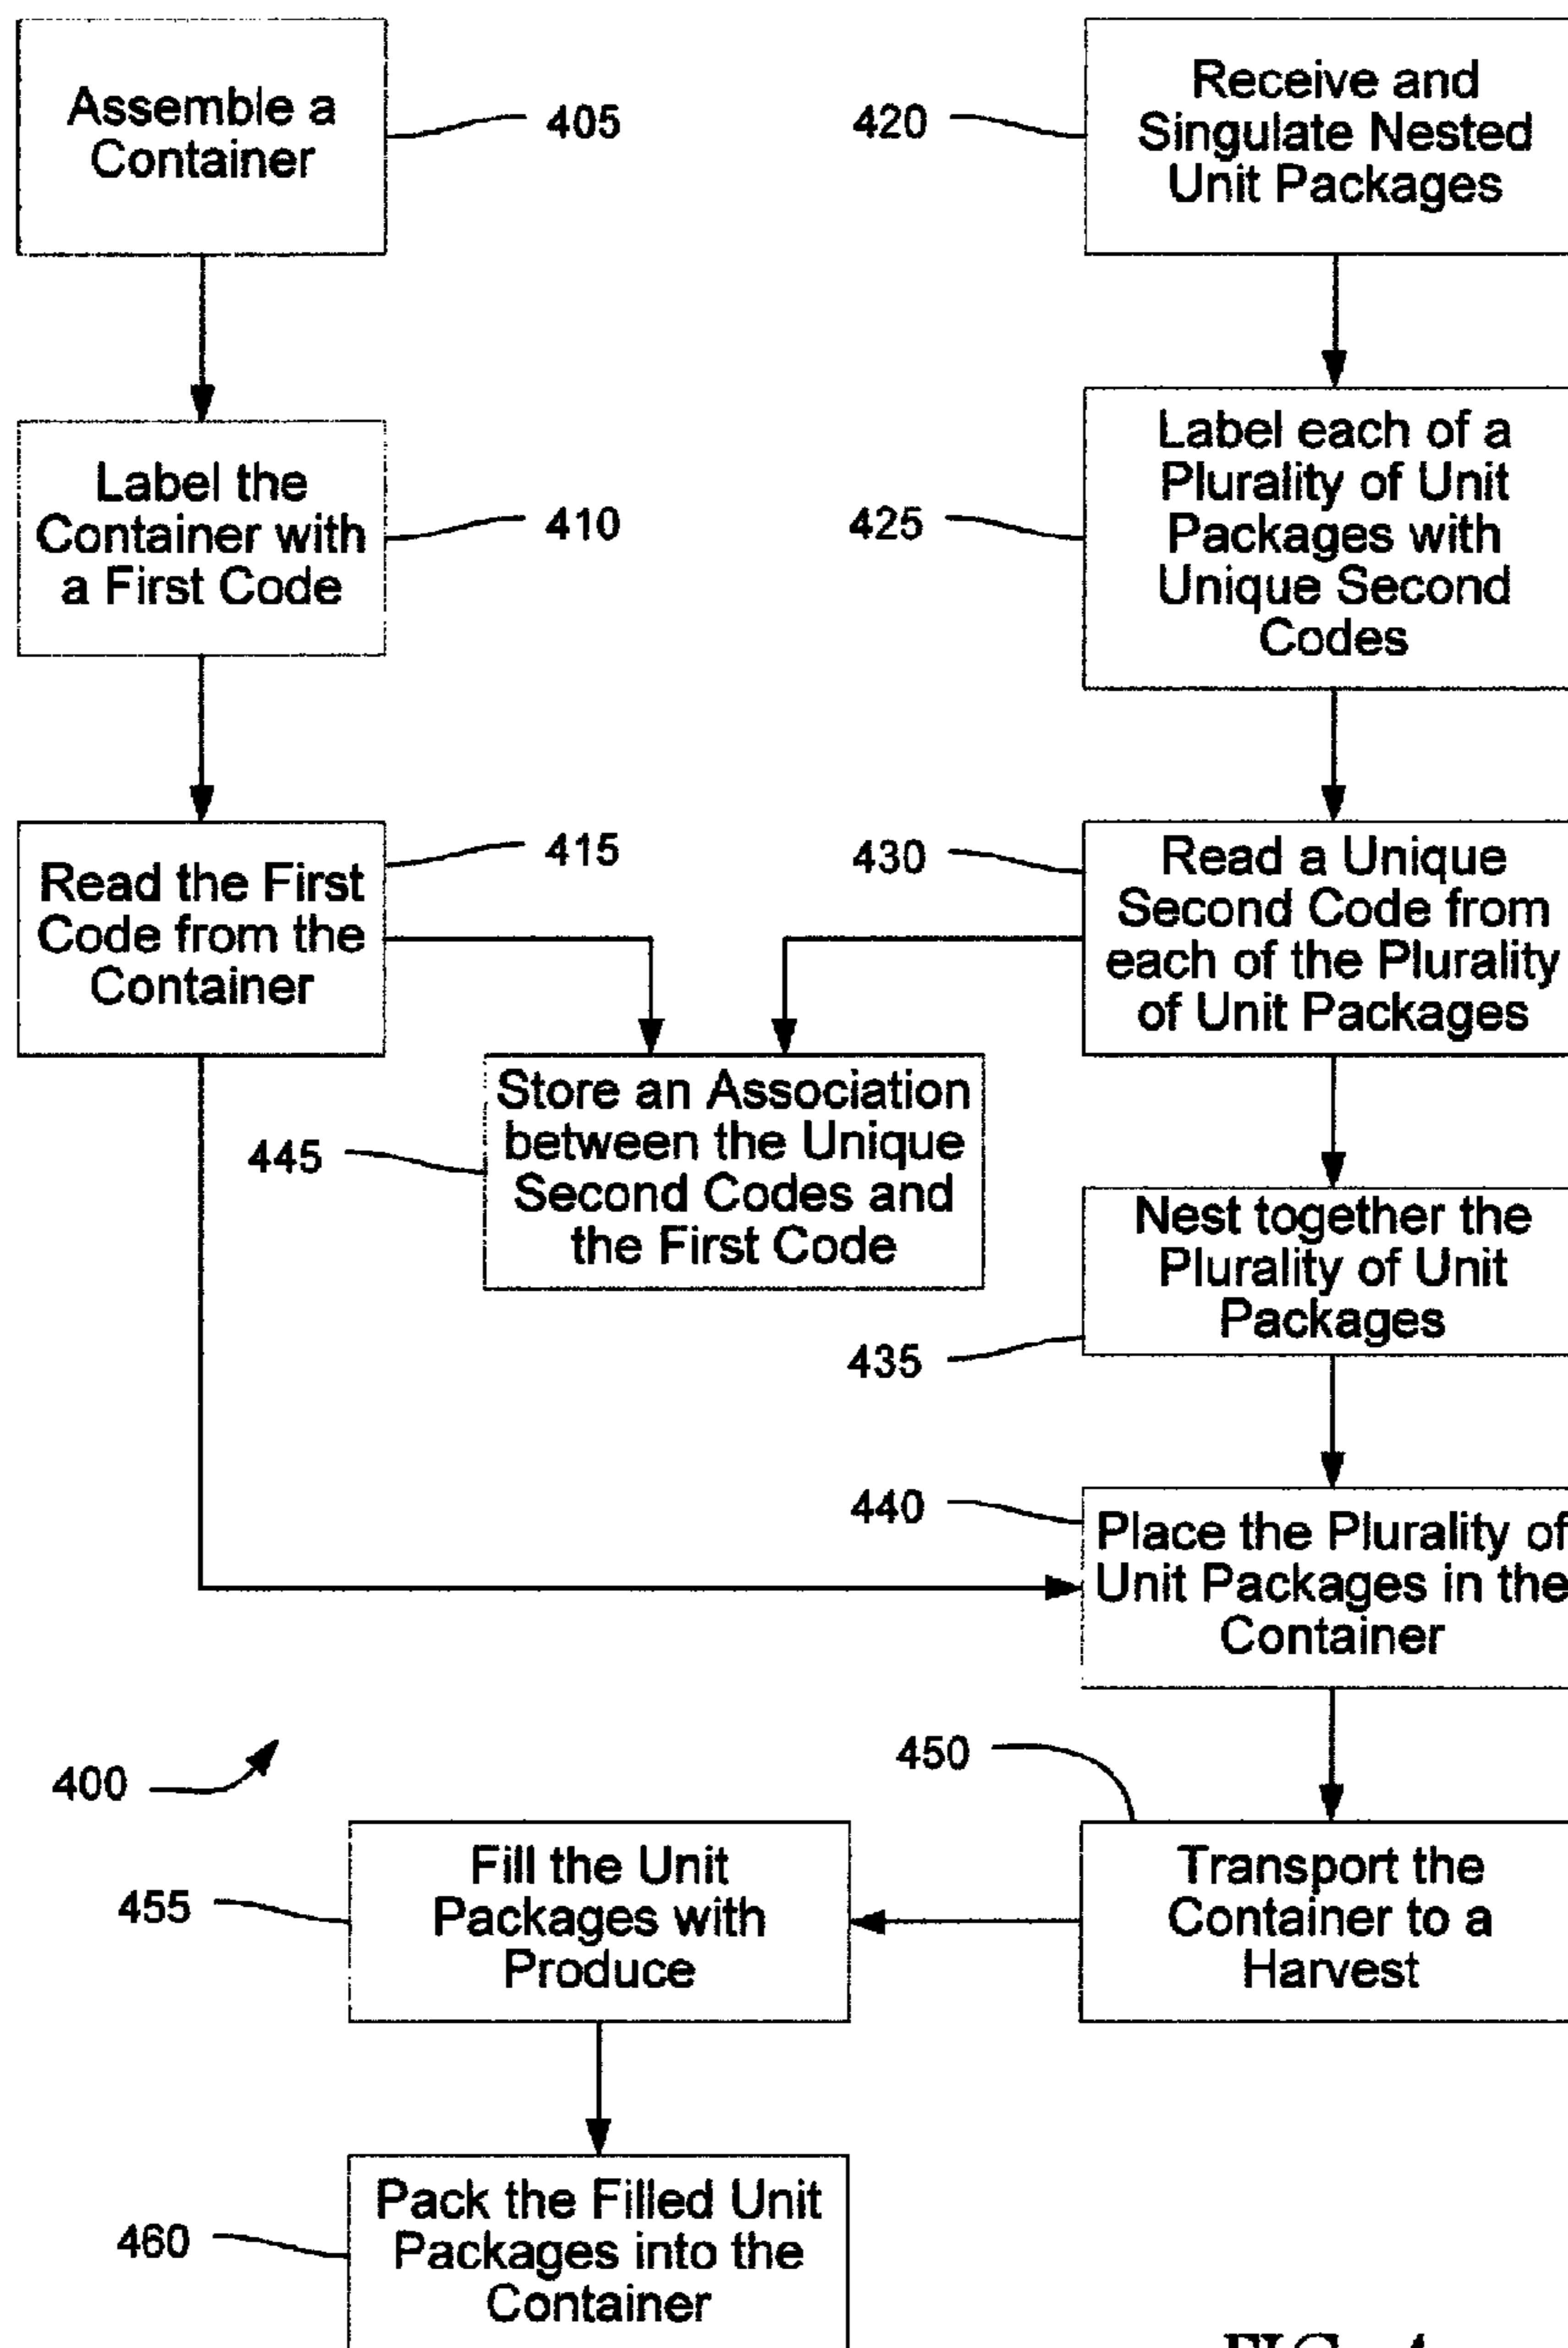 Assemble a
Container
405
420
Receive and
Singulate Nested
Unit Packages
Label the
Container with
a First Code
410
425
Label each of a
Plurality of Unit
Packages with
Unique Second
Codes
Read the First
Code from the
Container
415
430
Read a Unique
Second Code from
each of the Plurality
of Unit Packages
445
Store an Association
between the Unique
Second Codes and
the First Code
Nest together the
Plurality of Unit
Packages
435
440
Place the Plurality of
Unit Packages in the
Container
400
450
455
Fill the Unit
Packages with
Produce
Transport the
Container to a
Harvest
460
Pack the Filled Unit
Packages into the
Container
FIG. 4